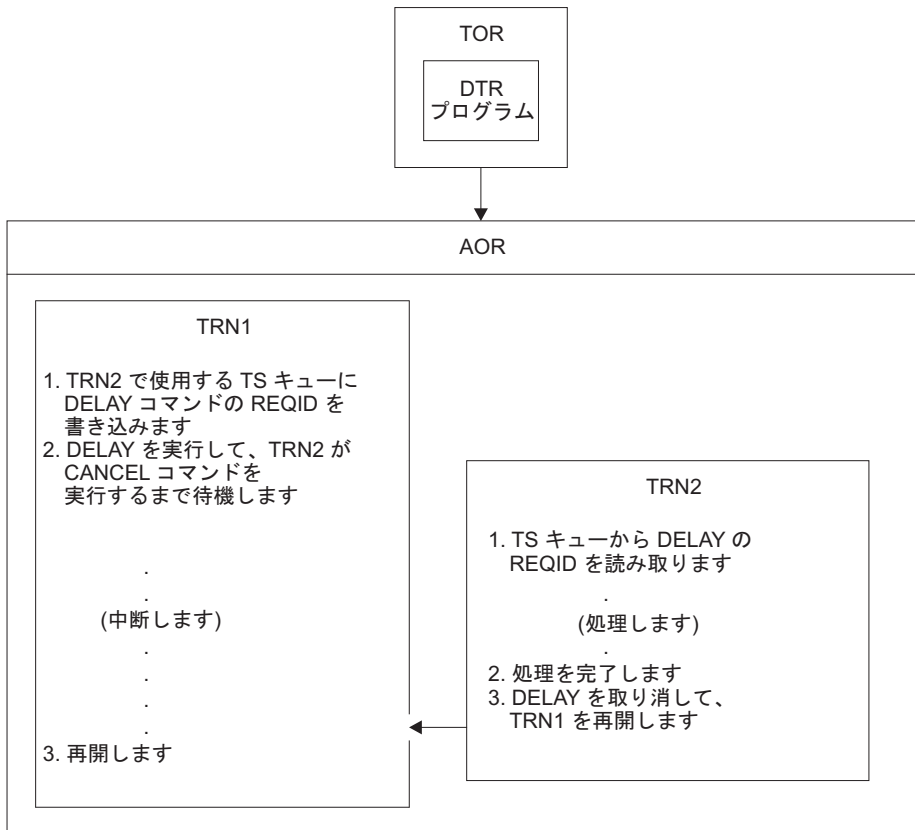 TOR
DTR
プログラム
AOR
TRN1
1. TRN2 で使用する TS キューに
DELAY コマンドの REQID を
書き込みます
2. DELAY を実行して、TRN2 が
CANCEL コマンドを
実行するまで待機します
.
.
(中断します)
.
.
.
.
3. 再開します
TRN2
1. TS キューから DELAY の
REQID を読み取ります
.
(処理します)
.
2. 処理を完了します
3. DELAY を取り消して、
TRN1 を再開します